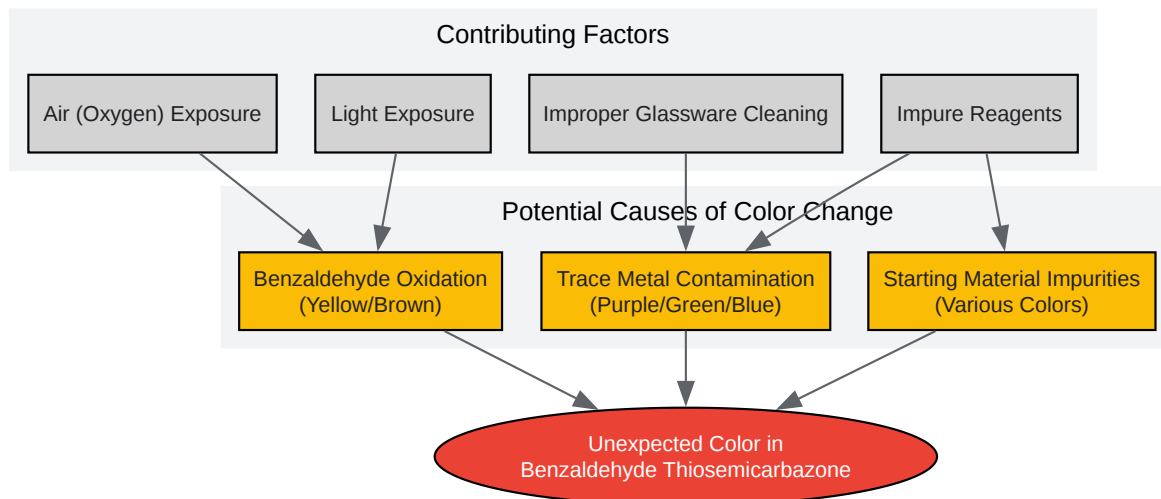 Contributing Factors
Air (Oxygen) Exposure
Light Exposure
Improper Glassware Cleaning
Impure Reagents
Potential Causes of Color Change
Benzaldehyde Oxidation
(Yellow/Brown)
Trace Metal Contamination
(Purple/Green/Blue)
Starting Material Impurities
(Various Colors)
Unexpected Color in
Benzaldehyde Thiosemicarbazone